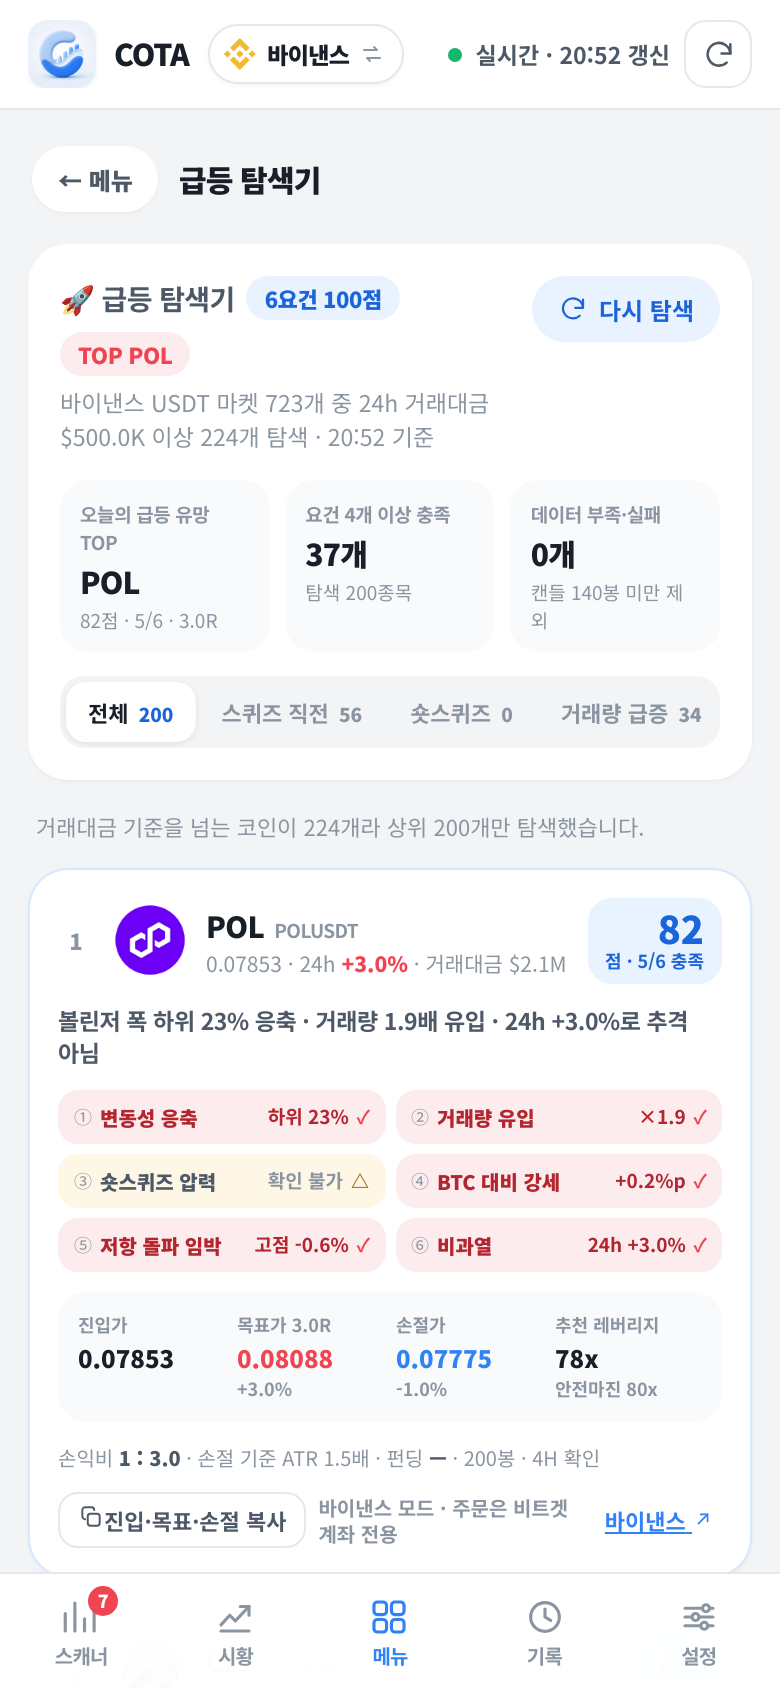 COTA 바이낸스 실시간 · 20:52 갱신
← 메뉴 급등 탐색기
🚀 급등 탐색기 6요건 100점 다시 탐색
TOP POL
바이낸스 USDT 마켓 723개 중 24h 거래대금
$500.0K 이상 224개 탐색 · 20:52 기준
오늘의 급등 유망
TOP
POL
82점 · 5/6 · 3.0R
요건 4개 이상 충족
37개
탐색 200종목
데이터 부족·실패
0개
캔들 140봉 미만 제
외
전체 200 스퀴즈 직전 56 숏스퀴즈 0 거래량 급증 34
거래대금 기준을 넘는 코인이 224개라 상위 200개만 탐색했습니다.
1 POL POLUSDT
0.07853 · 24h +3.0% · 거래대금 $2.1M
82
점 · 5/6 충족
볼린저 폭 하위 23% 응축 · 거래량 1.9배 유입 · 24h +3.0%로 추격
아님
① 변동성 응축 하위 23% ✓
② 거래량 유입 ×1.9 ✓
③ 숏스퀴즈 압력 확인 불가 △
④ BTC 대비 강세 +0.2%p ✓
⑤ 저항 돌파 임박 고점 -0.6% ✓
⑥ 비과열 24h +3.0% ✓
진입가
0.07853
목표가 3.0R
0.08088
+3.0%
손절가
0.07775
-1.0%
추천 레버리지
78x
안전마진 80x
손익비 1 : 3.0 · 손절 기준 ATR 1.5배 · 펀딩 — · 200봉 · 4H 확인
진입·목표·손절 복사
바이낸스 모드 · 주문은 비트겟
계좌 전용
바이낸스 ↗
7
스캐너 시황 메뉴 기록 설정